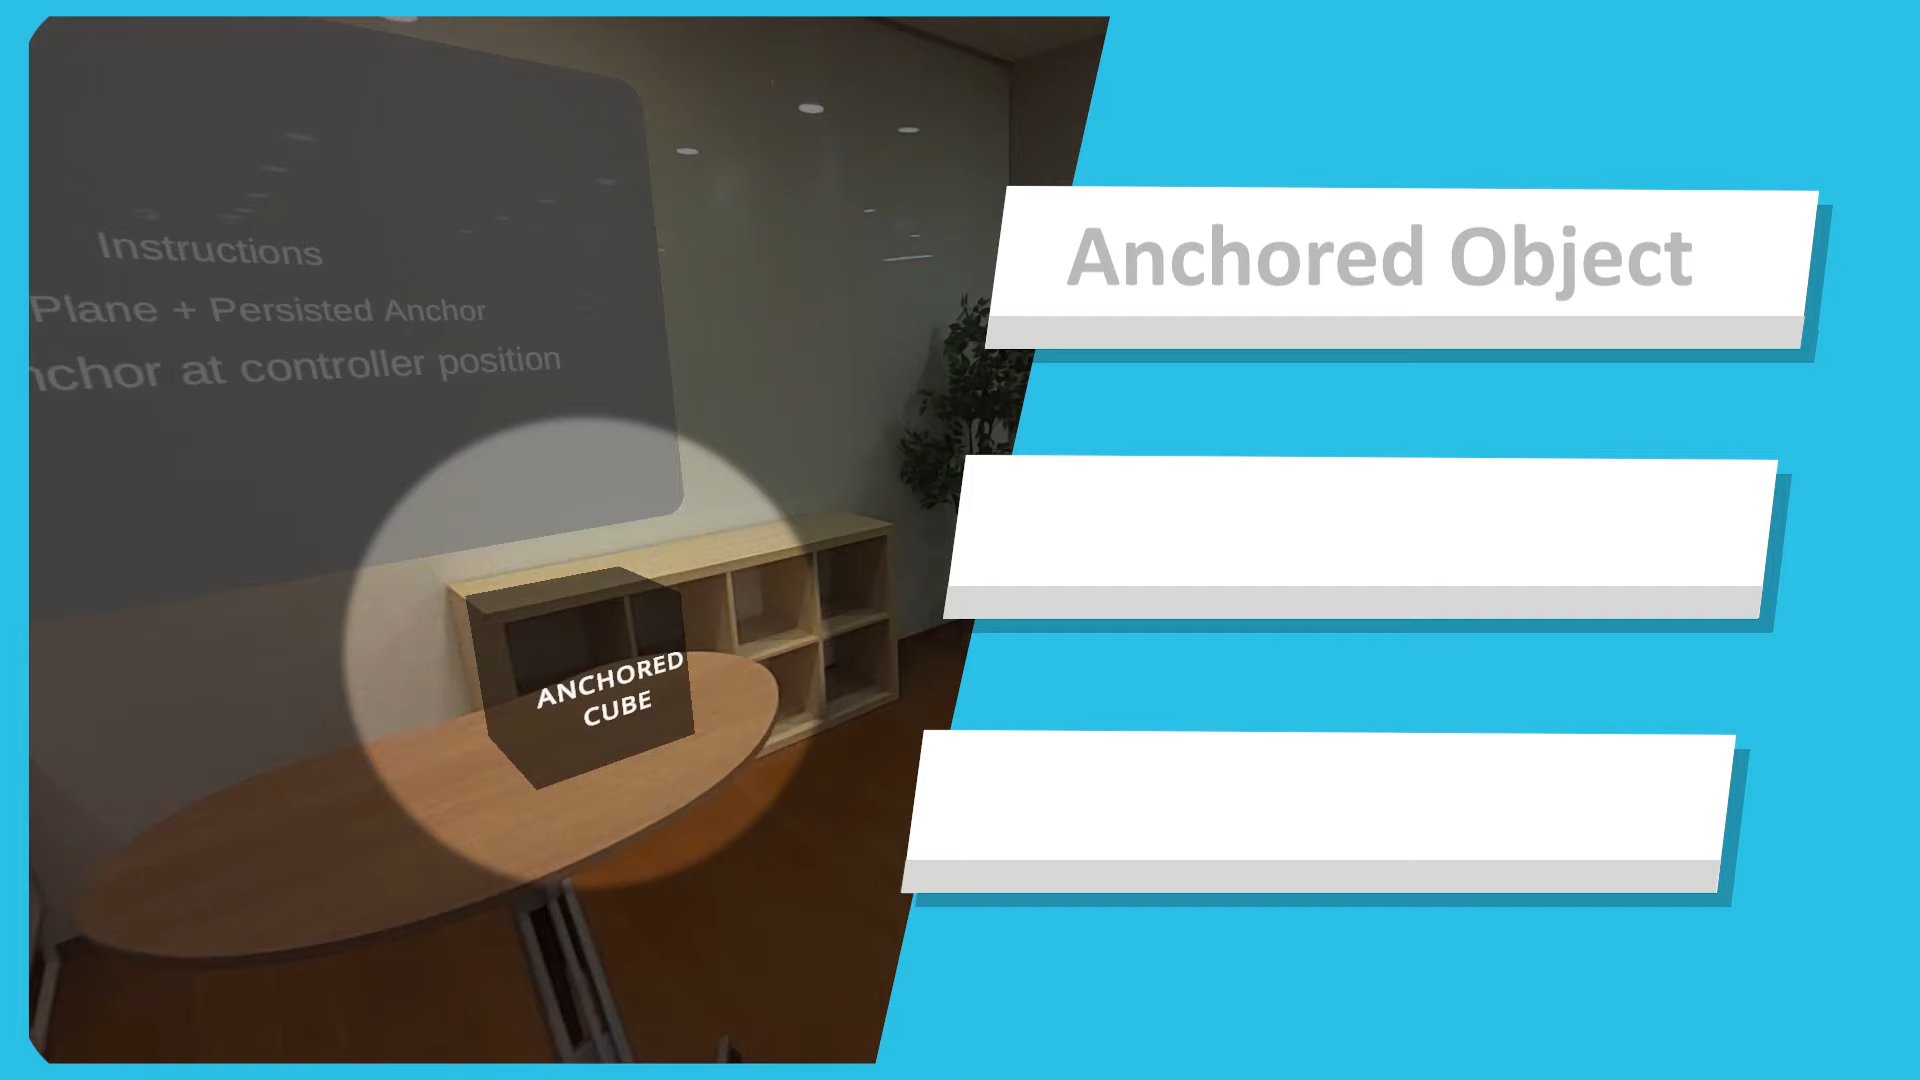 Instructions
Plane + Persisted Anchor
nchor at controller position
ANCHORED
CUBE
Anchored Object